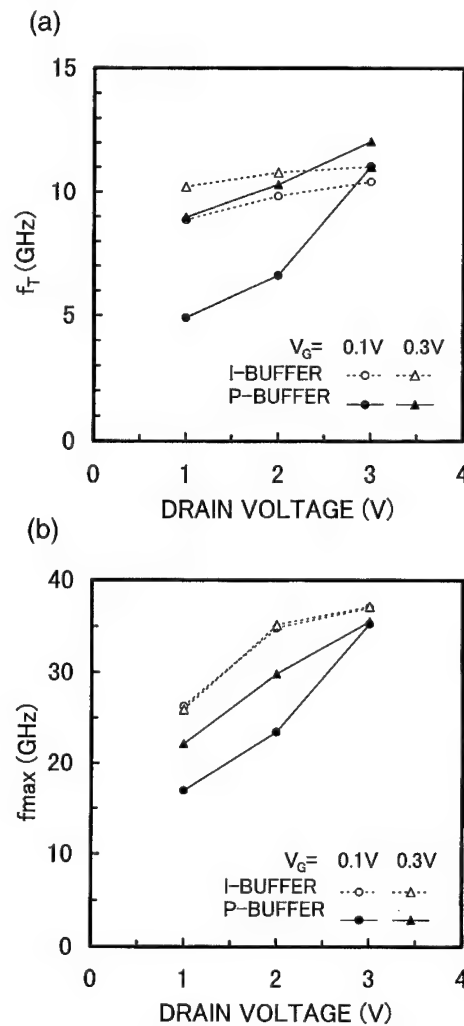 (a)
15
10
5
0
f_T (GHz)
V_G= 0.1V 0.3V
I-BUFFER
P-BUFFER
0 1 2 3 4
DRAIN VOLTAGE (V)
(b)
40
30
20
10
0
fmax (GHz)
V_G= 0.1V 0.3V
I-BUFFER
P-BUFFER
0 1 2 3 4
DRAIN VOLTAGE (V)